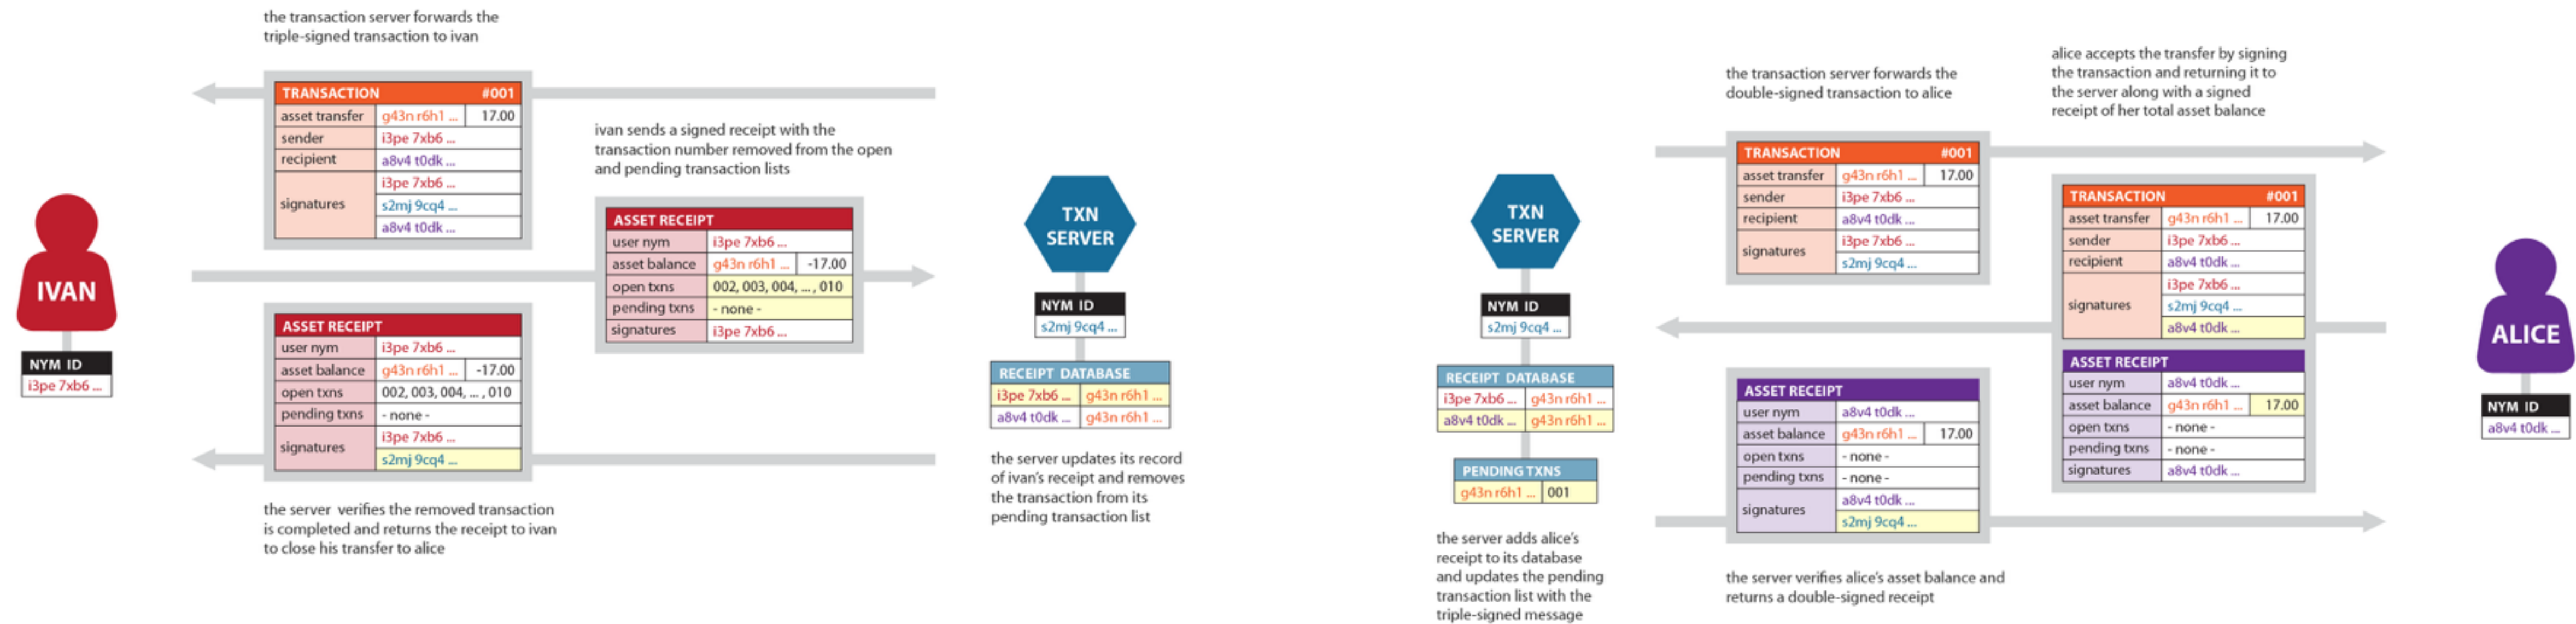 the transaction server forwards the
triple-signed transaction to ivan
TRANSACTION #001
asset transfer g43n r6h1 ... 17.00
sender i3pe 7xb6 ...
recipient a8v4 t0dk ...
signatures i3pe 7xb6 ...
s2mj 9cq4 ...
a8v4 t0dk ...
ivan sends a signed receipt with the
transaction number removed from the open
and pending transaction lists
ASSET RECEIPT
user nym i3pe 7xb6 ...
asset balance g43n r6h1 ... -17.00
open txns 002, 003, 004, ... , 010
pending txns - none -
signatures i3pe 7xb6 ...
IVAN
NYM ID
i3pe 7xb6 ...
ASSET RECEIPT
user nym i3pe 7xb6 ...
asset balance g43n r6h1 ... -17.00
open txns 002, 003, 004, ... , 010
pending txns - none -
signatures i3pe 7xb6 ...
s2mj 9cq4 ...
the server verifies the removed transaction
is completed and returns the receipt to ivan
to close his transfer to alice
TXN
SERVER
NYM ID
s2mj 9cq4 ...
RECEIPT DATABASE
i3pe 7xb6 ... g43n r6h1 ...
a8v4 t0dk ... g43n r6h1 ...
the server updates its record
of ivan's receipt and removes
the transaction from its
pending transaction list
TXN
SERVER
NYM ID
s2mj 9cq4 ...
RECEIPT DATABASE
i3pe 7xb6 ... g43n r6h1 ...
a8v4 t0dk ... g43n r6h1 ...
PENDING TXNS
g43n r6h1 ... 001
the server adds alice's
receipt to its database
and updates the pending
transaction list with the
triple-signed message
the transaction server forwards the
double-signed transaction to alice
TRANSACTION #001
asset transfer g43n r6h1 ... 17.00
sender i3pe 7xb6 ...
recipient a8v4 t0dk ...
signatures i3pe 7xb6 ...
s2mj 9cq4 ...
alice accepts the transfer by signing
the transaction and returning it to
the server along with a signed
receipt of her total asset balance
TRANSACTION #001
asset transfer g43n r6h1 ... 17.00
sender i3pe 7xb6 ...
recipient a8v4 t0dk ...
signatures i3pe 7xb6 ...
s2mj 9cq4 ...
a8v4 t0dk ...
ASSET RECEIPT
user nym a8v4 t0dk ...
asset balance g43n r6h1 ... 17.00
open txns - none -
pending txns - none -
signatures a8v4 t0dk ...
ASSET RECEIPT
user nym a8v4 t0dk ...
asset balance g43n r6h1 ... 17.00
open txns - none -
pending txns - none -
signatures a8v4 t0dk ...
s2mj 9cq4 ...
the server verifies alice's asset balance and
returns a double-signed receipt
ALICE
NYM ID
a8v4 t0dk ...